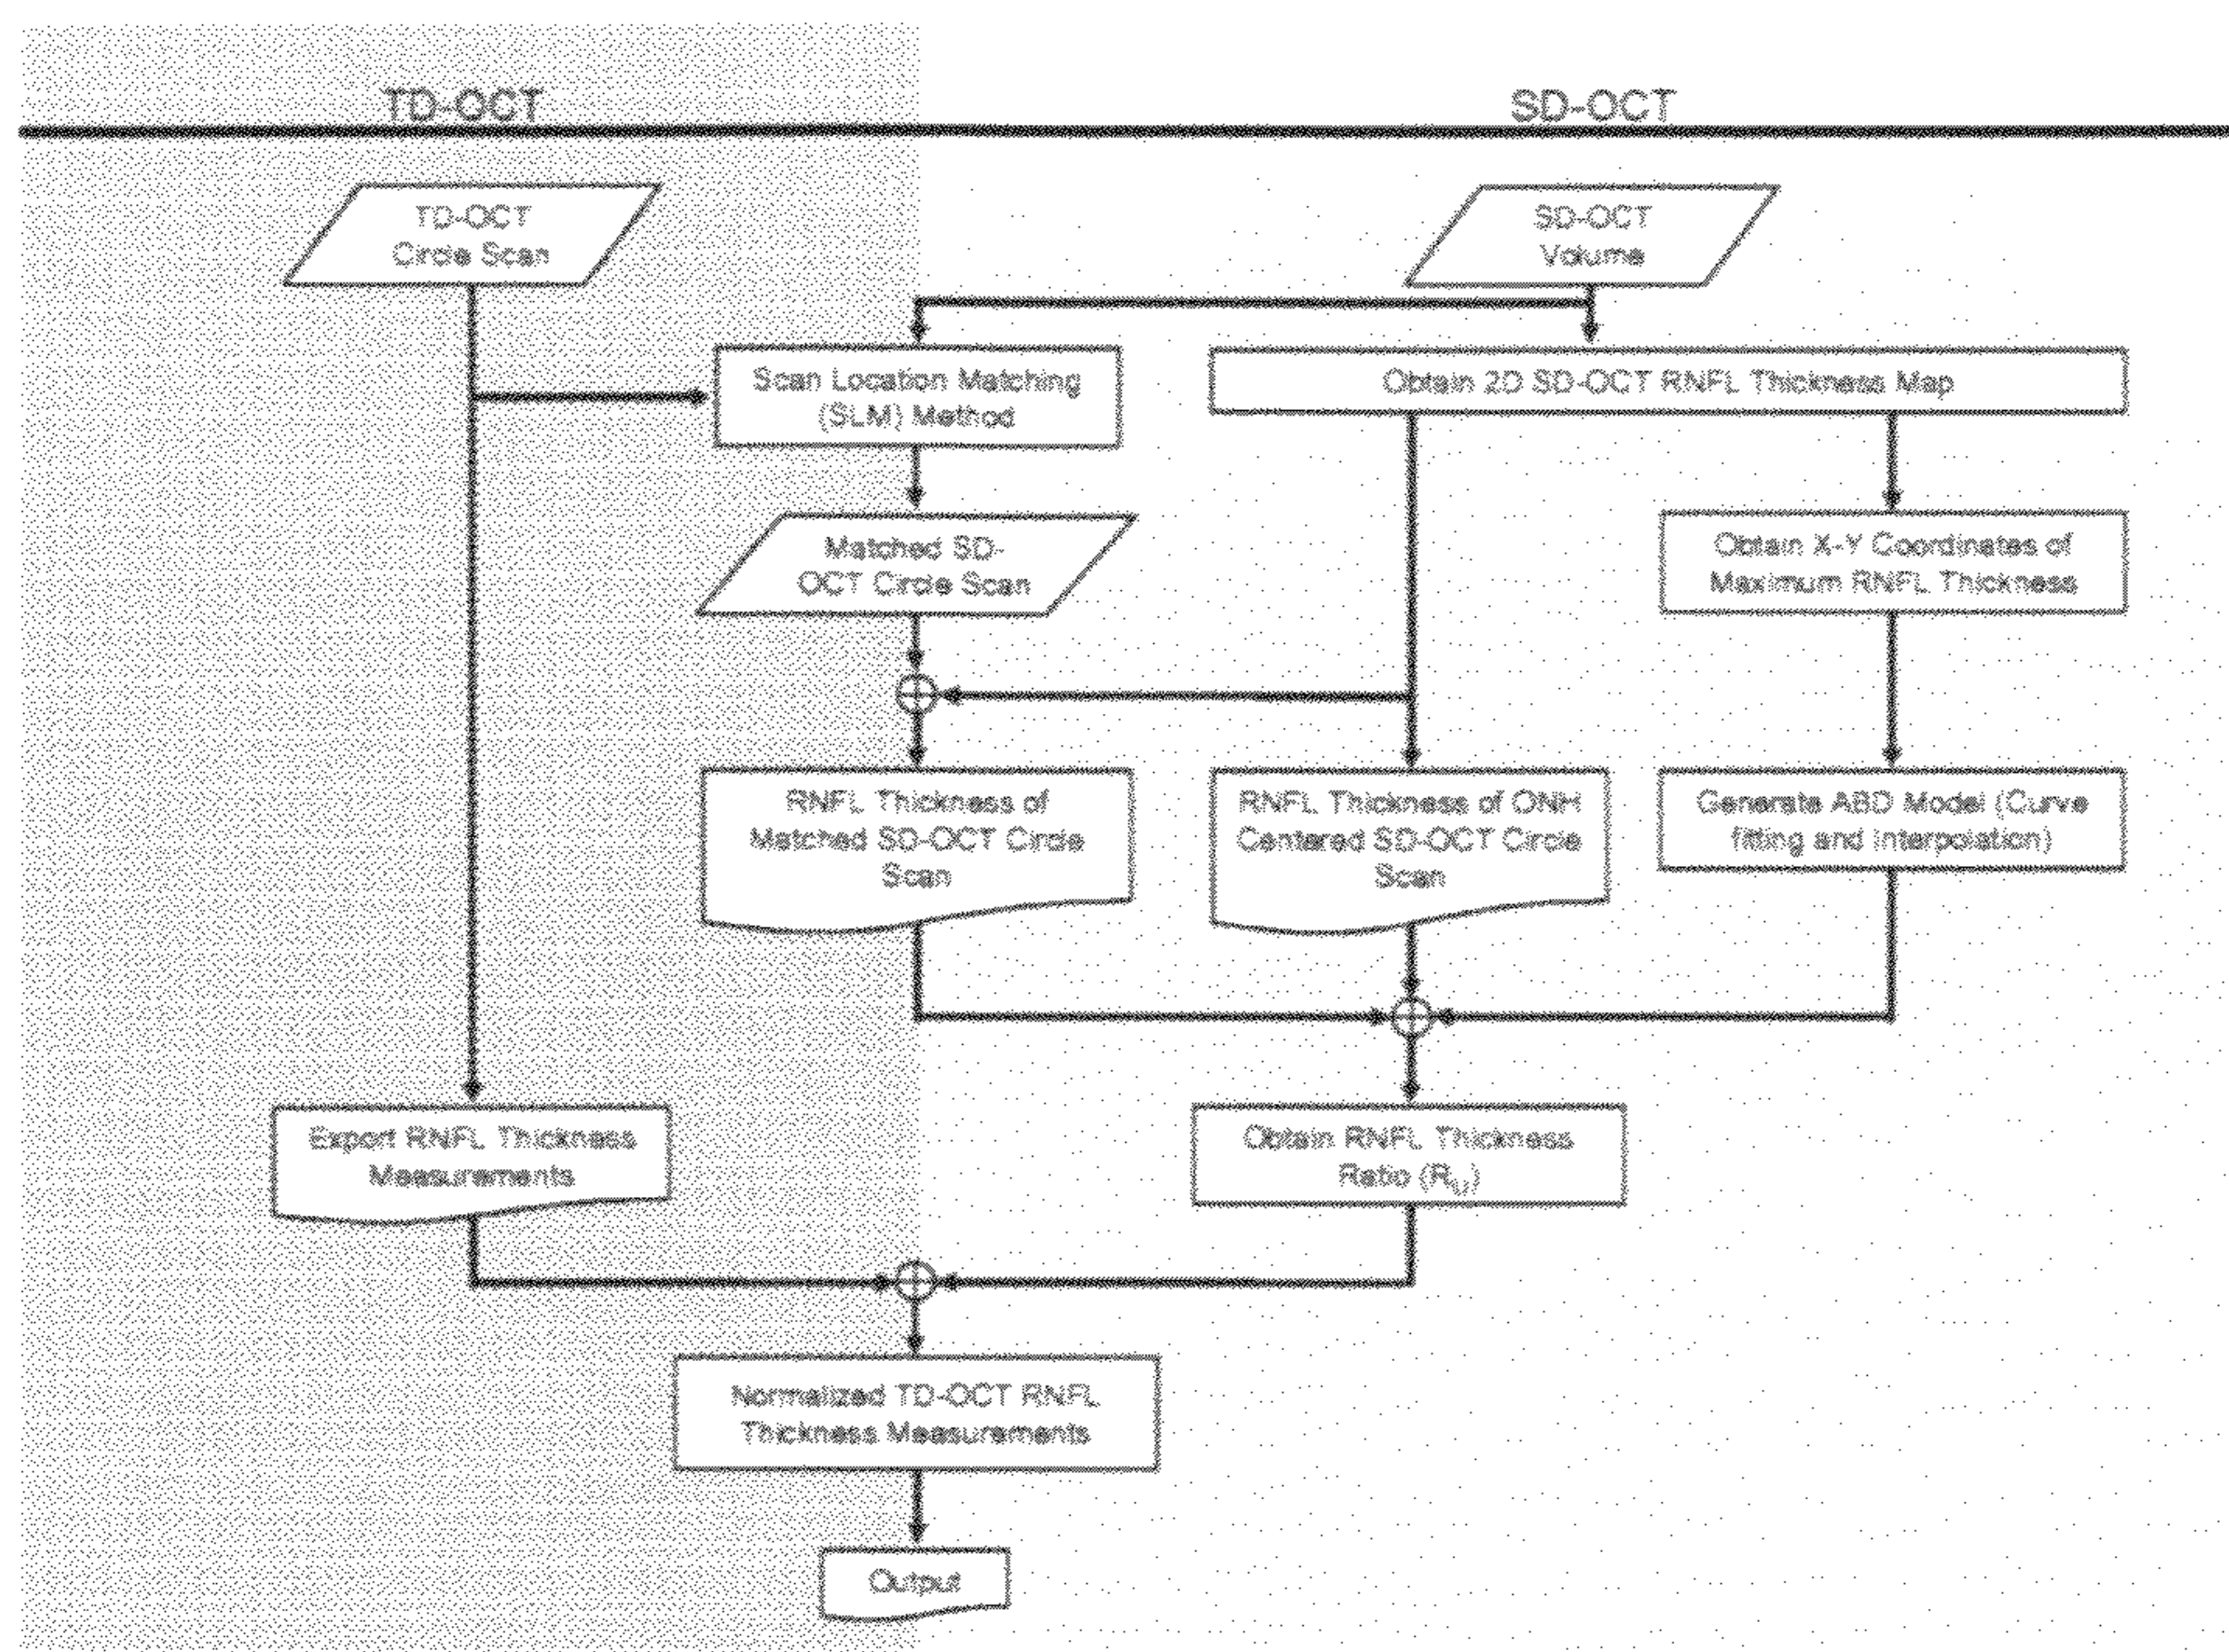 TD-OCT
SD-OCT
TD-OCT
Circle Scan
SD-OCT
Volume
Scan Location Matching
(SLM) Method
Obtain 2D SD-OCT RNFL Thickness Map
Matched SD-
OCT Circle Scan
Obtain X-Y Coordinates of
Maximum RNFL Thickness
RNFL Thickness of
Matched SD-OCT Circle
Scan
RNFL Thickness of ONH
Centered SD-OCT Circle
Scan
Generate ABD Model (Curve
fitting and interpolation)
Export RNFL Thickness
Measurements
Obtain RNFL Thickness
Ratio (Ri,j)
Normalized TD-OCT RNFL
Thickness Measurements
Output